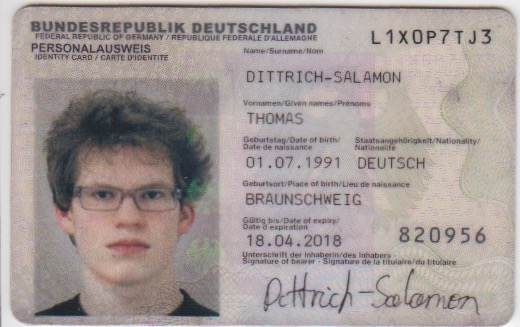 BUNDESREPUBLIK DEUTSCHLAND
FEDERAL REPUBLIC OF GERMANY / REPUBLIQUE FEDERALE D'ALLEMAGNE
PERSONALAUSWEIS
IDENTITY CARD / CARTE D'IDENTITE
L1X0P7TJ3
Name/Surname/Nom
DITTRICH-SALAMON
Vornamen/Given names/Prénoms
THOMAS
Geburtstag/Date of birth/
Date de naissance
Staatsangehörigkeit/Nationality/
Nationalité
01.07.1991 DEUTSCH
Geburtsort/Place of birth/Lieu de naissance
BRAUNSCHWEIG
Gültig bis/Date of expiry/
Date d'expiration
18.04.2018
820956
Unterschrift der Inhaberin/des Inhabers
Signature of bearer - Signature de la titulaire/du titulaire
Dittrich-Salamon